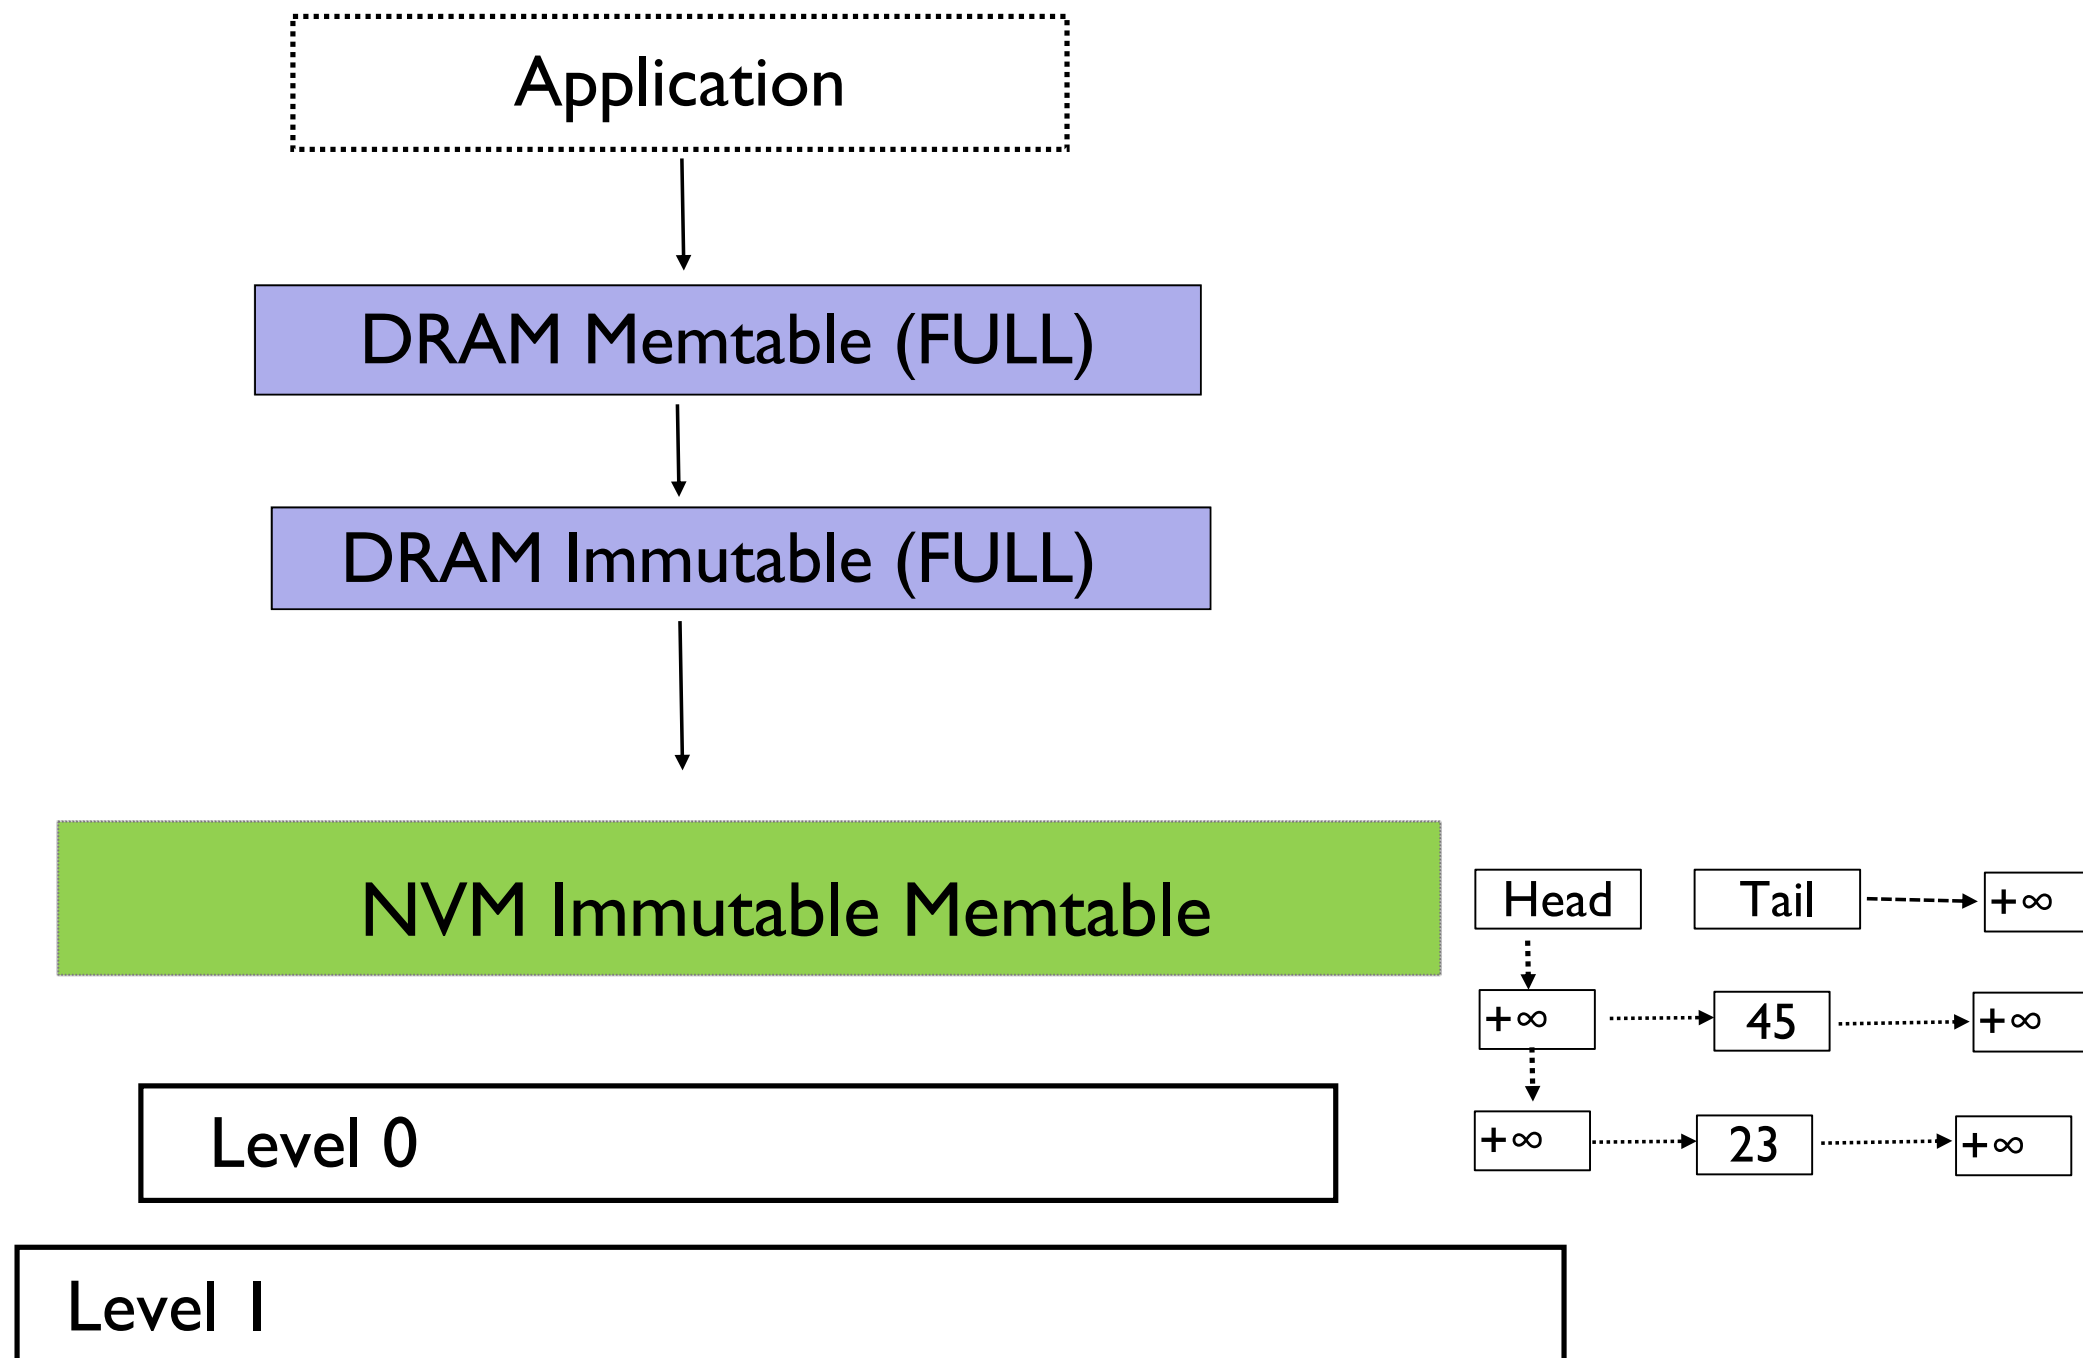 Application
DRAM Memtable (FULL)
DRAM Immutable (FULL)
NVM Immutable Memtable
Head Tail +∞
+∞ 45 +∞
Level 0
+∞ 23 +∞
Level 1